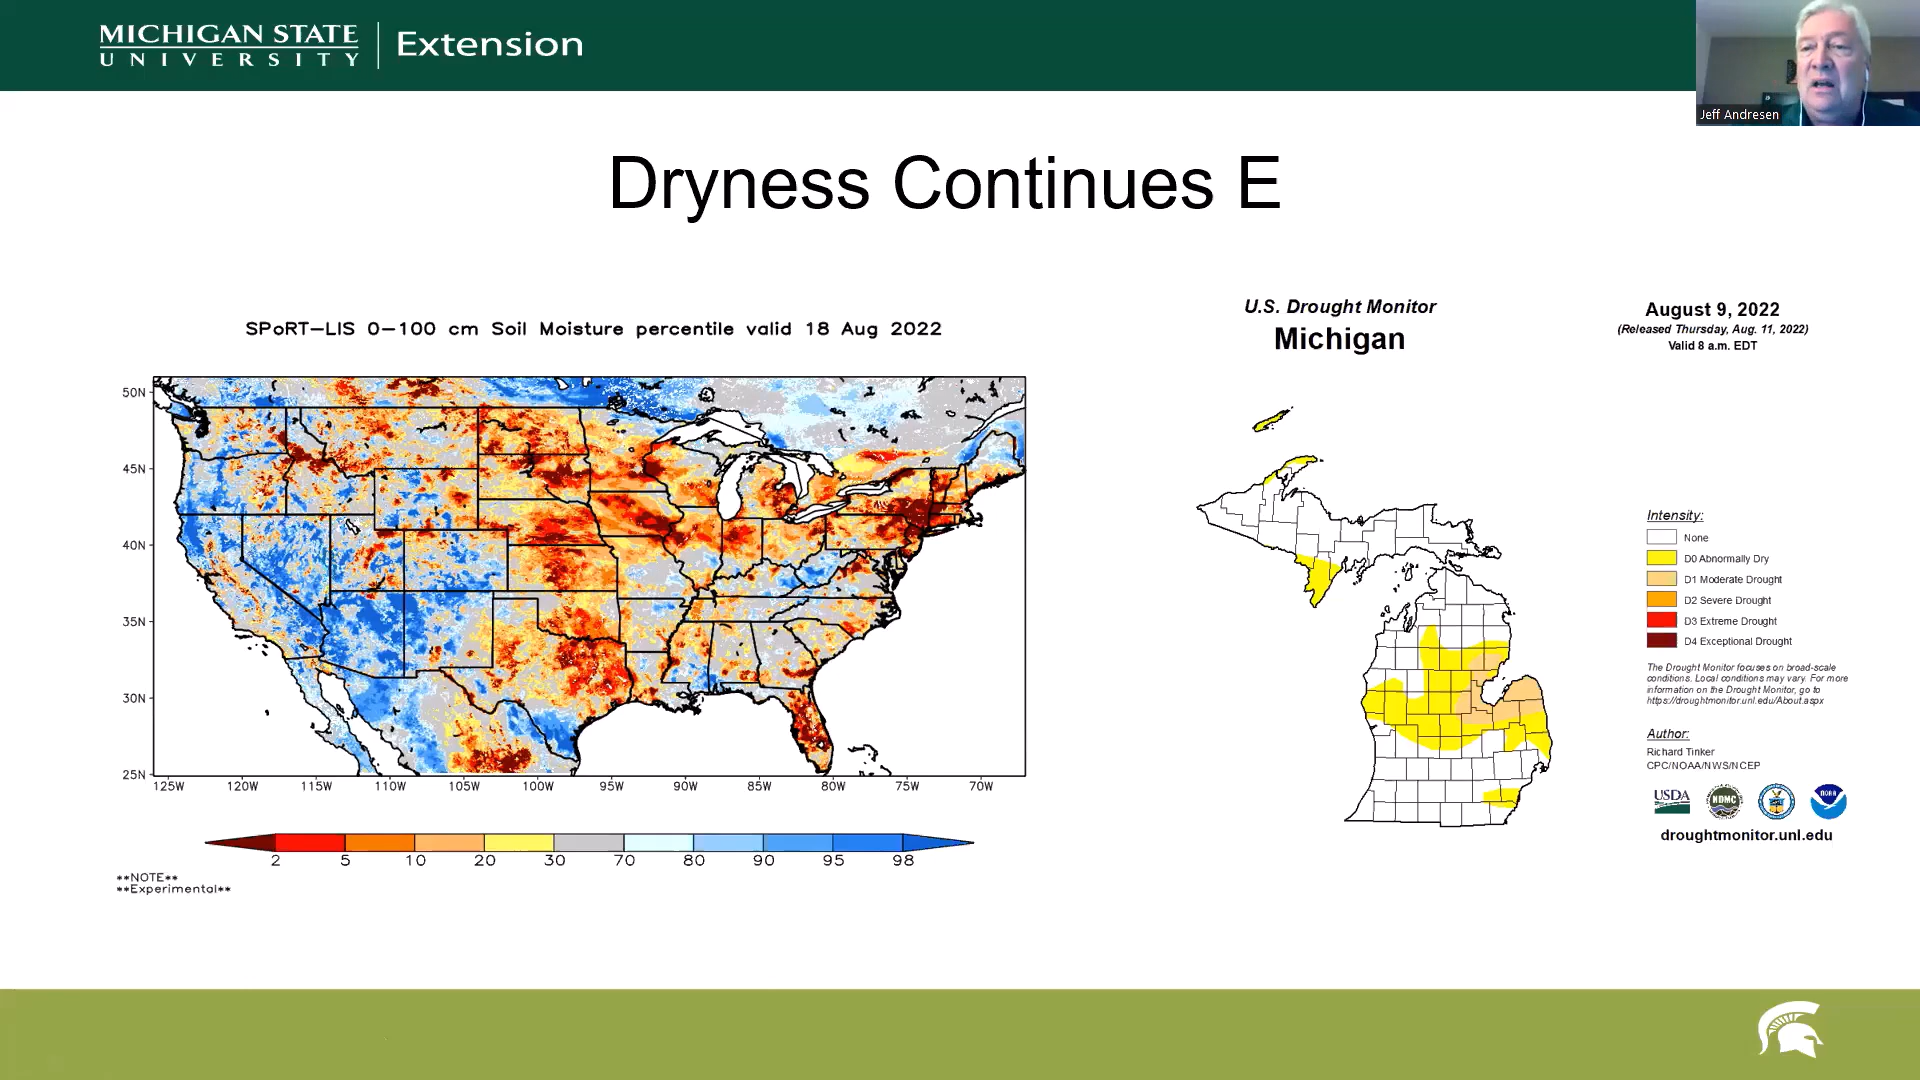 MICHIGAN STATE
UNIVERSITY
Extension
Jeff Andresen
Dryness Continues E
SPoRT-LIS 0-100 cm Soil Moisture percentile valid 18 Aug 2022
50N
45N
40N
35N
30N
25N
125W 120W 115W 110W 105W 100W 95W 90W 85W 80W 75W 70W
2 5 10 20 30 70 80 90 95 98
**NOTE**
**Experimental**
U.S. Drought Monitor
Michigan
August 9, 2022
(Released Thursday, Aug. 11, 2022)
Valid 8 a.m. EDT
Intensity:
None
D0 Abnormally Dry
D1 Moderate Drought
D2 Severe Drought
D3 Extreme Drought
D4 Exceptional Drought
The Drought Monitor focuses on broad-scale
conditions. Local conditions may vary. For more
information on the Drought Monitor, go to
https://droughtmonitor.unl.edu/About.aspx
Author:
Richard Tinker
CPC/NOAA/NWS/NCEP
USDA
NDMC
NOAA
droughtmonitor.unl.edu